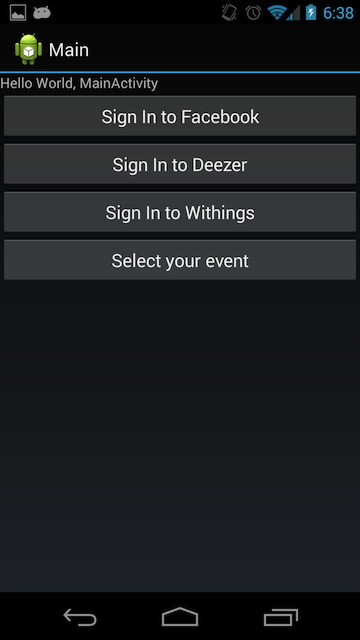 6:38
Main
Hello World, MainActivity
Sign In to Facebook
Sign In to Deezer
Sign In to Withings
Select your event